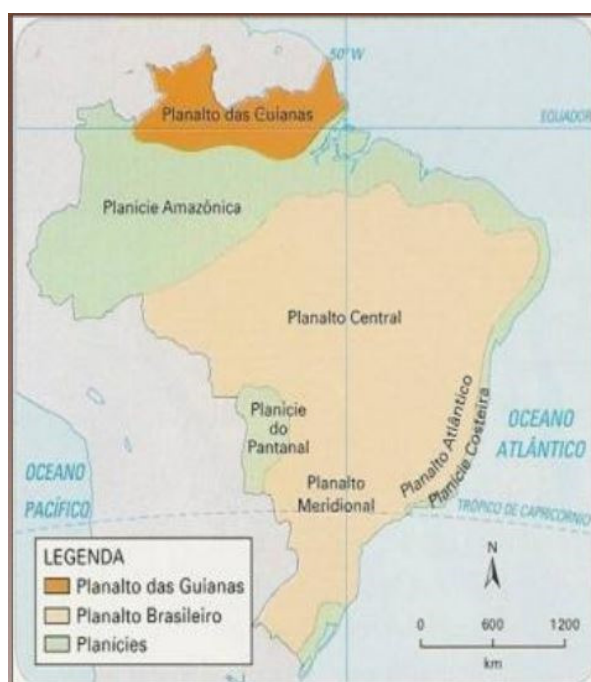 50°W
Planalto das Guianas
EQUADOR
Planície Amazônica
Planalto Central
Planície
do
Pantanal
Planalto Atlântico
Planície Costeira
OCEANO
ATLÂNTICO
OCEANO
PACÍFICO
Planalto
Meridional
TRÓPICO DE CAPRICÓRNIO
LEGENDA
Planalto das Guianas
Planalto Brasileiro
Planícies
N
0 600 1200
km